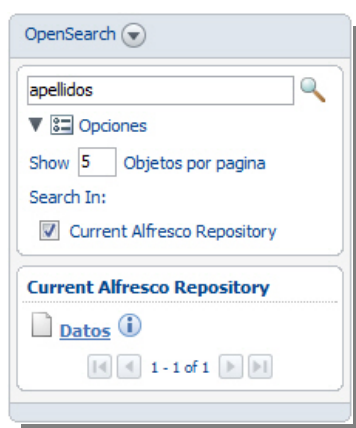 OpenSearch
apellidos
Opciones
Show 5 Objetos por pagina
Search In:
Current Alfresco Repository
Current Alfresco Repository
Datos
1 - 1 of 1